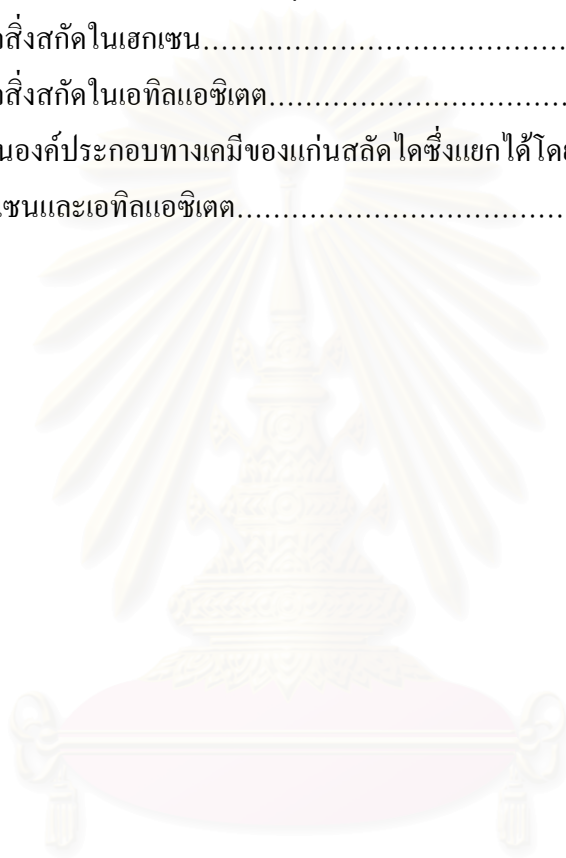 สิ่งสกัดในเฮกเซน........................................
สิ่งสกัดในเอทิลแอซิเตต.................................
องค์ประกอบทางเคมีของแก่นสลัดไดซึ่งแยกได้โดย
เซนและเอทิลแอซิเตต....................................